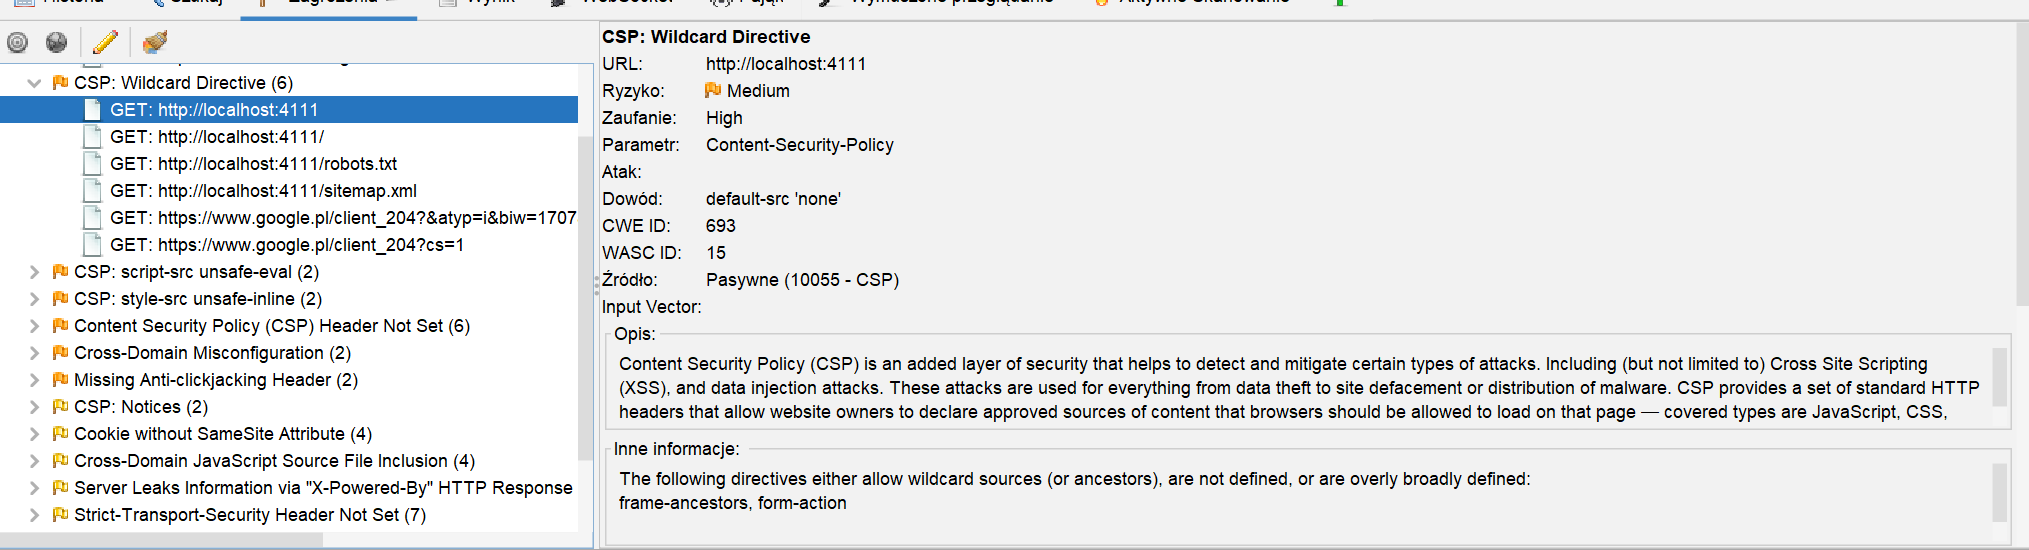 Historia Szukaj Zagrożenia Wynik WebSocket Pająk Wymuszone przeglądanie Aktywne skanowanie
CSP: Wildcard Directive (6)
GET: http://localhost:4111
GET: http://localhost:4111/
GET: http://localhost:4111/robots.txt
GET: http://localhost:4111/sitemap.xml
GET: https://www.google.pl/client_204?&atyp=i&biw=1707
GET: https://www.google.pl/client_204?cs=1
CSP: script-src unsafe-eval (2)
CSP: style-src unsafe-inline (2)
Content Security Policy (CSP) Header Not Set (6)
Cross-Domain Misconfiguration (2)
Missing Anti-clickjacking Header (2)
CSP: Notices (2)
Cookie without SameSite Attribute (4)
Cross-Domain JavaScript Source File Inclusion (4)
Server Leaks Information via "X-Powered-By" HTTP Response
Strict-Transport-Security Header Not Set (7)
CSP: Wildcard Directive
URL: http://localhost:4111
Ryzyko: Medium
Zaufanie: High
Parametr: Content-Security-Policy
Atak:
Dowód: default-src 'none'
CWE ID: 693
WASC ID: 15
Źródło: Pasywne (10055 - CSP)
Input Vector:
Opis:
Content Security Policy (CSP) is an added layer of security that helps to detect and mitigate certain types of attacks. Including (but not limited to) Cross Site Scripting
(XSS), and data injection attacks. These attacks are used for everything from data theft to site defacement or distribution of malware. CSP provides a set of standard HTTP
headers that allow website owners to declare approved sources of content that browsers should be allowed to load on that page — covered types are JavaScript, CSS,
Inne informacje:
The following directives either allow wildcard sources (or ancestors), are not defined, or are overly broadly defined:
frame-ancestors, form-action